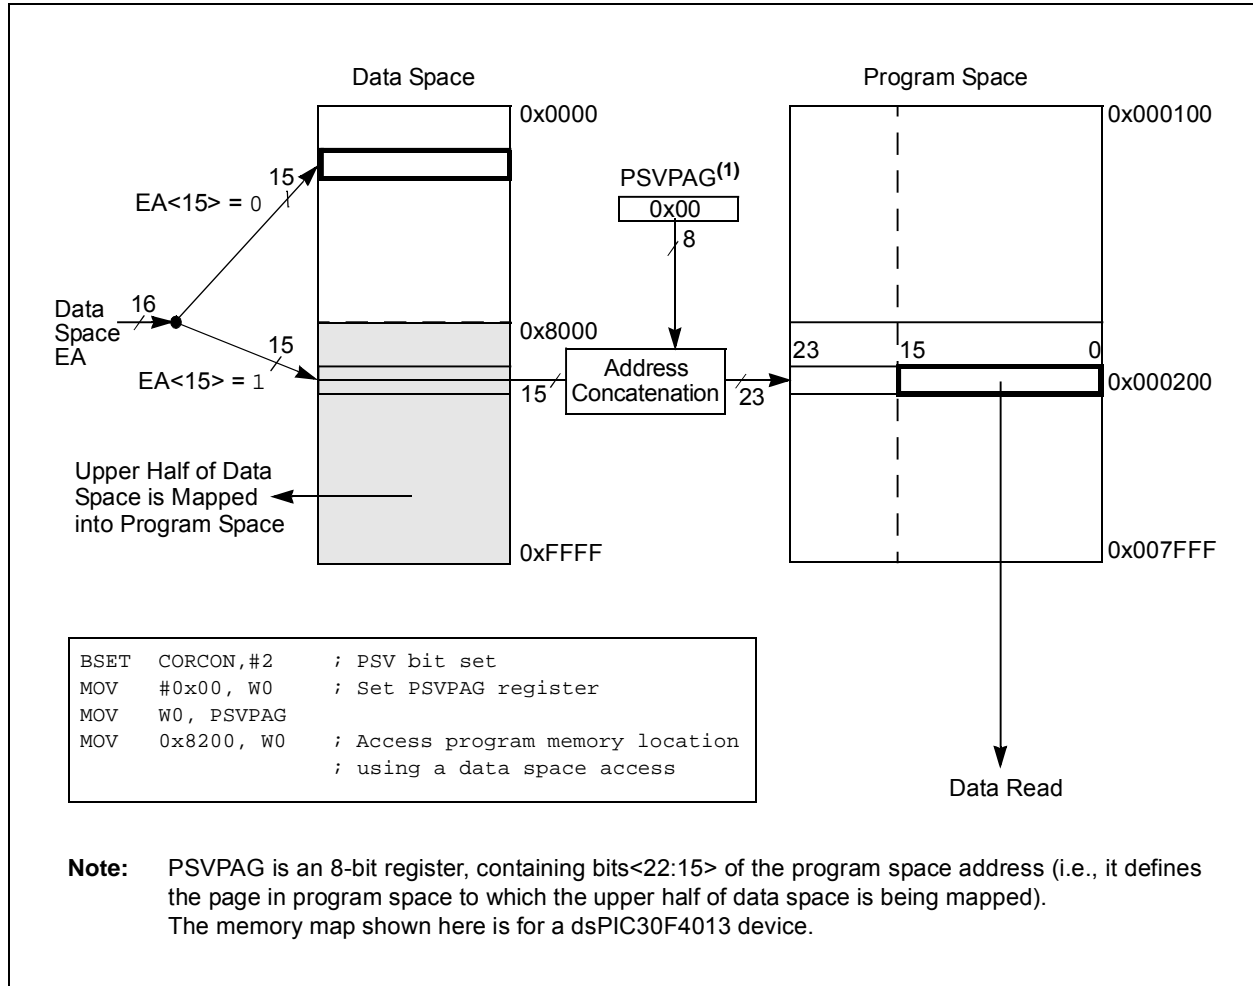 Data Space
Program Space
0x0000
0x000100
15
EA<15> = 0
PSVPAG(1)
0x00
8
Data
Space
EA
16
0x8000
15
EA<15> = 1
15
Address
Concatenation
23
23
15
0
0x000200
Upper Half of Data
Space is Mapped
into Program Space
0xFFFF
0x007FFF
BSET CORCON,#2 ; PSV bit set
MOV #0x00, W0 ; Set PSVPAG register
MOV W0, PSVPAG
MOV 0x8200, W0 ; Access program memory location
; using a data space access
Data Read
Note: PSVPAG is an 8-bit register, containing bits<22:15> of the program space address (i.e., it defines
the page in program space to which the upper half of data space is being mapped).
The memory map shown here is for a dsPIC30F4013 device.